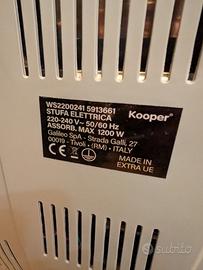 WS2200241 5913661
STUFA ELETTRICA
220-240 V ~ 50/60 Hz
ASSORB. MAX 1200 W
Galileo SpA - Strada Galli, 27
00019 - Tivoli - (RM) - ITALY
Kooper®
MADE IN
EXTRA UE
subito